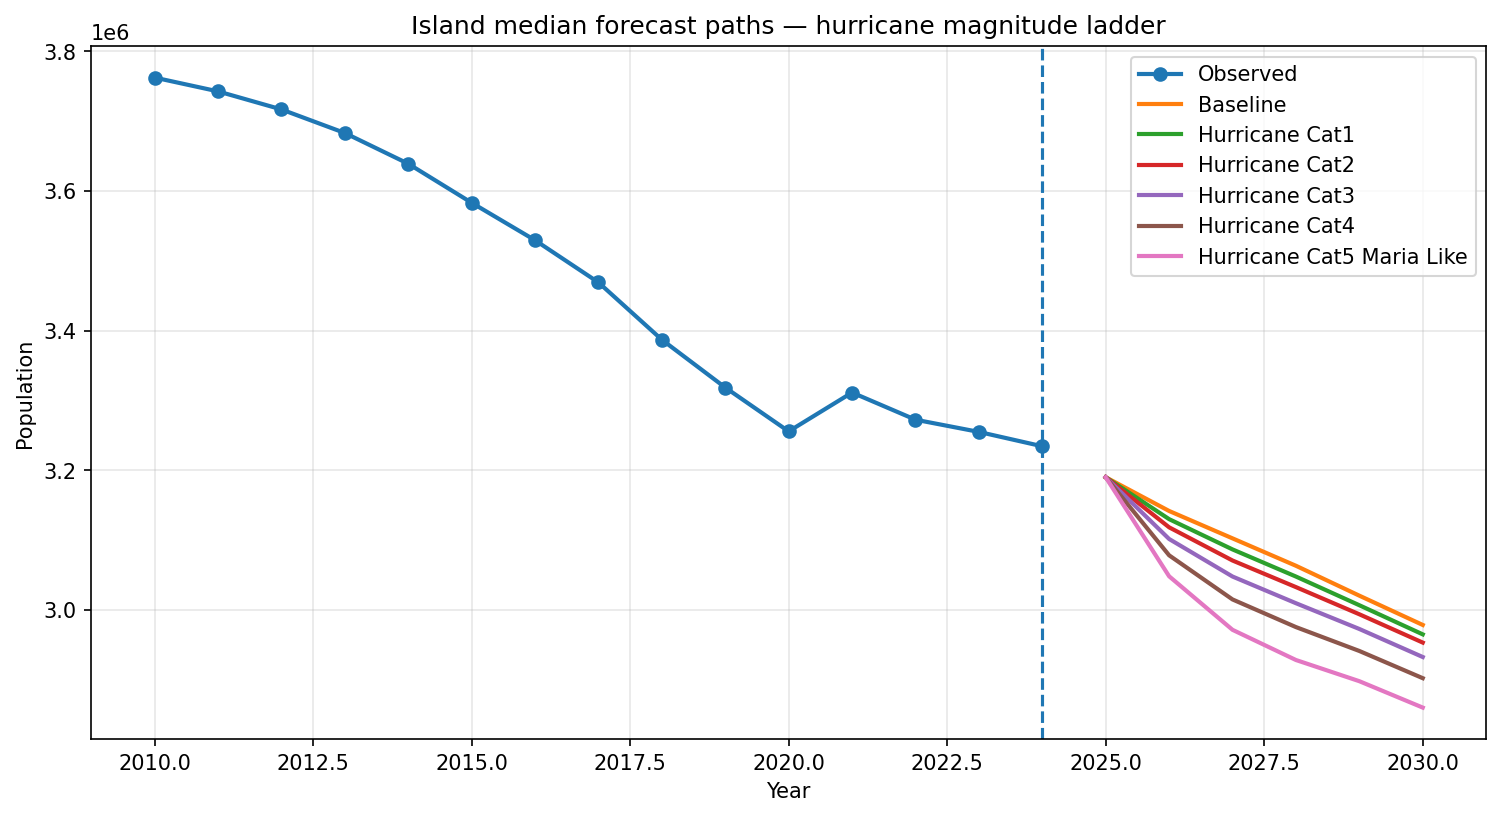 Island median forecast paths — hurricane magnitude ladder
1e6
3.8
3.6
3.4
3.2
3.0
Population
Observed
Baseline
Hurricane Cat1
Hurricane Cat2
Hurricane Cat3
Hurricane Cat4
Hurricane Cat5 Maria Like
2010.0 2012.5 2015.0 2017.5 2020.0 2022.5 2025.0 2027.5 2030.0
Year